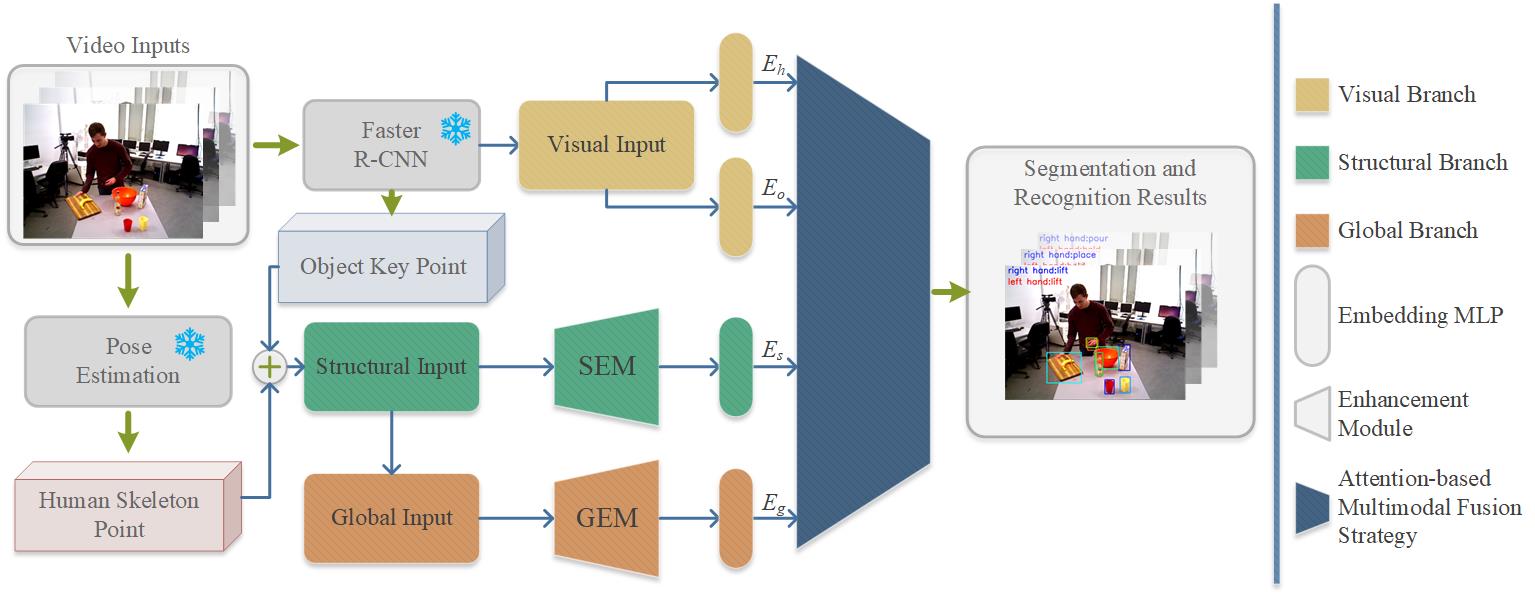 Video Inputs
Faster
R-CNN
Visual Input
E_h
E_o
Object Key Point
Pose
Estimation
Structural Input
SEM
E_s
Human Skeleton
Point
Global Input
GEM
E_g
Segmentation and
Recognition Results
right hand:pour
right hand:place
right hand:lift
left hand:lift
Visual Branch
Structural Branch
Global Branch
Embedding MLP
Enhancement
Module
Attention-based
Multimodal Fusion
Strategy